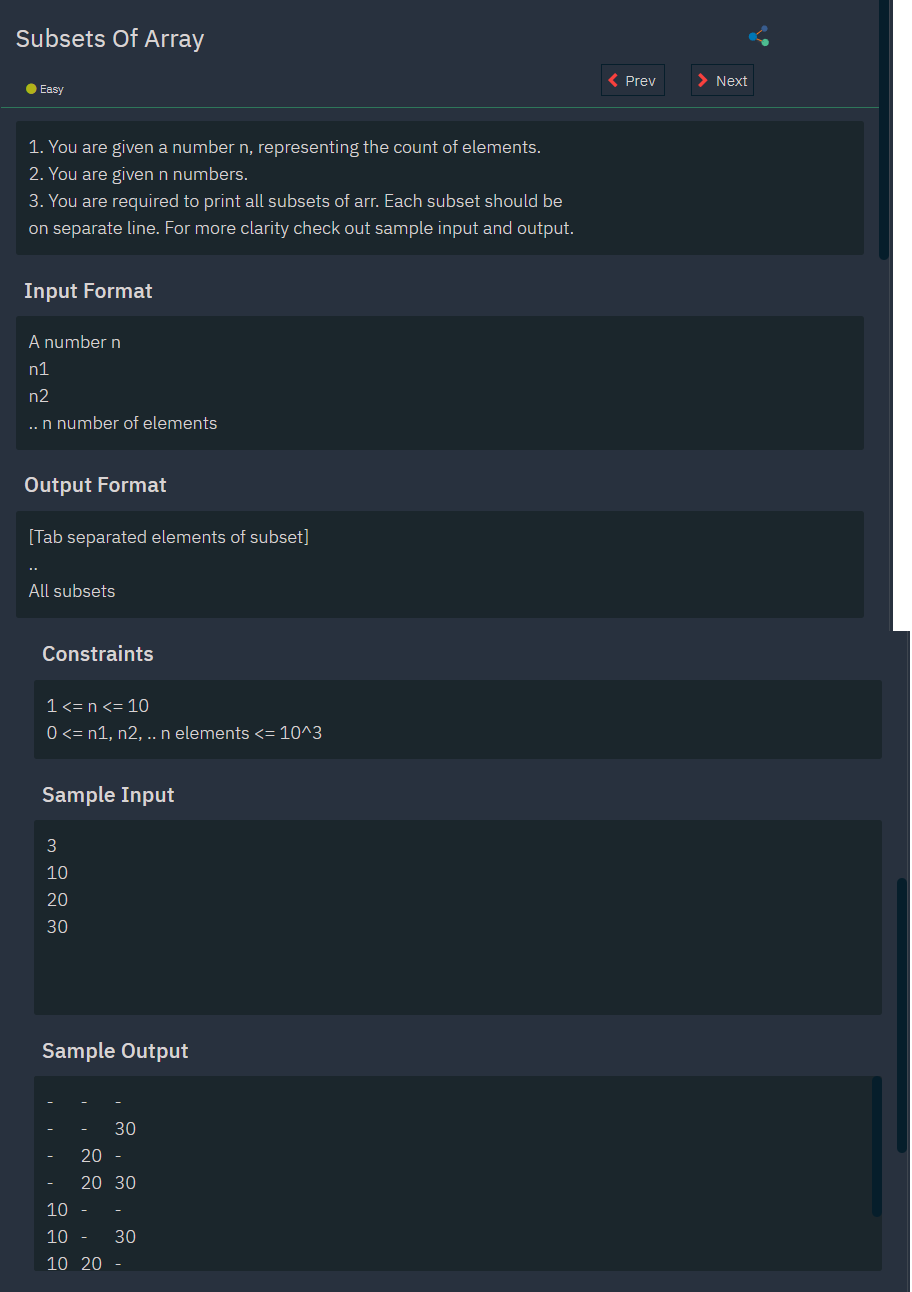 Subsets Of Array
Easy
Prev
Next
1. You are given a number n, representing the count of elements.
2. You are given n numbers.
3. You are required to print all subsets of arr. Each subset should be
on separate line. For more clarity check out sample input and output.
Input Format
A number n
n1
n2
.. n number of elements
Output Format
[Tab separated elements of subset]
..
All subsets
Constraints
1 <= n <= 10
0 <= n1, n2, .. n elements <= 10^3
Sample Input
3
10
20
30
Sample Output
- - -
- - 30
- 20 -
- 20 30
10 - -
10 - 30
10 20 -